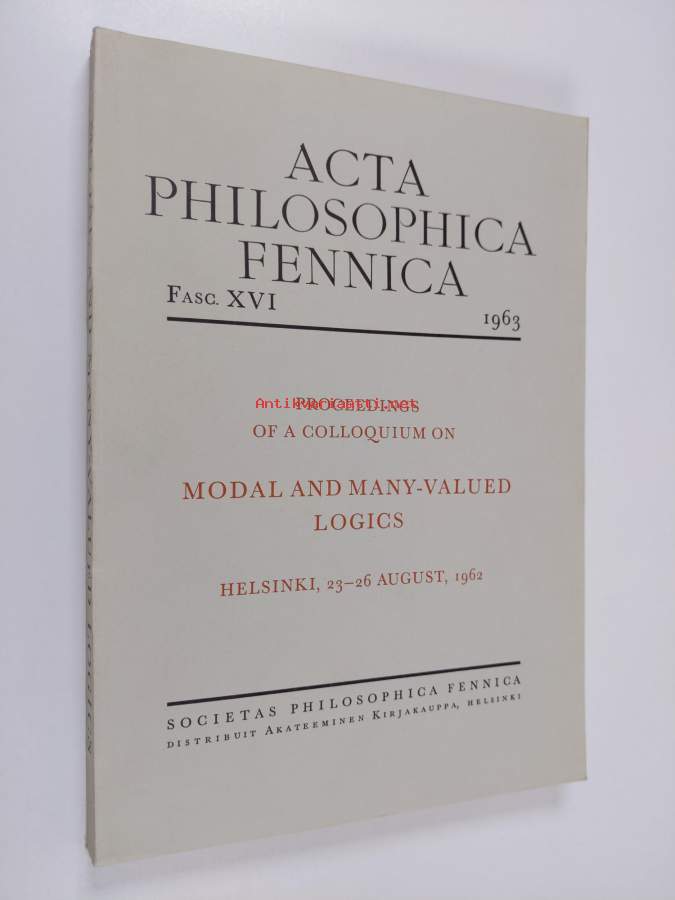 ACTA
PHILOSOPHICA
FENNICA
FASC. XVI
1963
Antikvariaatti.net
PROCEEDINGS
OF A COLLOQUIUM ON
MODAL AND MANY-VALUED
LOGICS
HELSINKI, 23–26 AUGUST, 1962
SOCIETAS PHILOSOPHICA FENNICA
DISTRIBUIT AKATEEMINEN KIRJAKAUPPA, HELSINKI